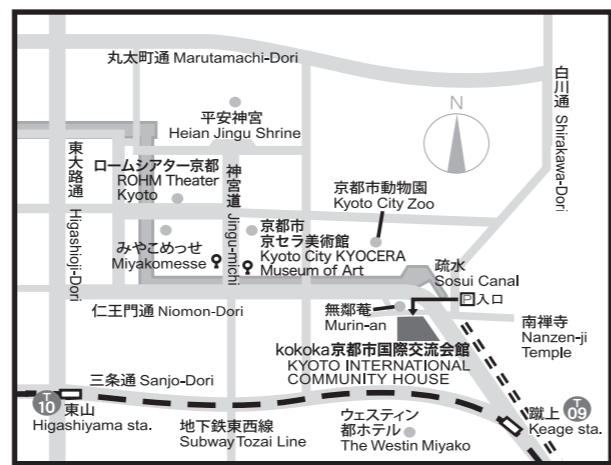 丸太町通 Marutamachi-Dori
白川通 Shirakawa-Dori
平安神宮
Heian Jingu Shrine
N
東大路通 Higashioji-Dori
ロームシアター京都
ROHM Theater
Kyoto
神宮道 Jingu-michi
京都市動物園
Kyoto City Zoo
みやこめっせ
Miyakomesse
京都市
京セラ美術館
Kyoto City KYOCERA
Museum of Art
疏水
Sosui Canal
P入口
仁王門通 Niomon-Dori
無鄰菴
Murin-an
南禅寺
Nanzen-ji
Temple
kokoka京都市国際交流会館
KYOTO INTERNATIONAL
COMMUNITY HOUSE
三条通 Sanjo-Dori
T
10
東山
Higashiyama sta.
地下鉄東西線
Subway Tozai Line
ウェスティン
都ホテル
The Westin Miyako
蹴上
Keage sta.
T
09